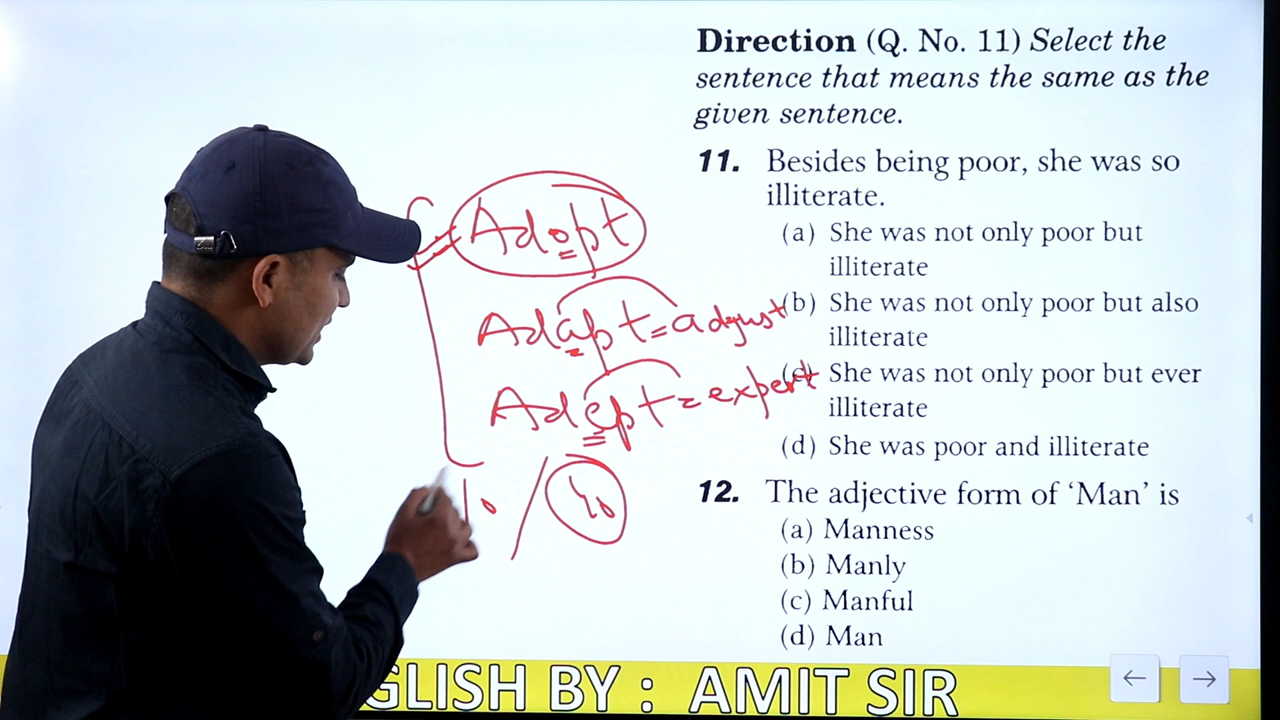 Direction (Q. No. 11) Select the
sentence that means the same as the
given sentence.
11. Besides being poor, she was so
illiterate.
(a) She was not only poor but
illiterate
(b) She was not only poor but also
illiterate
(c) She was not only poor but ever
illiterate
(d) She was poor and illiterate
12. The adjective form of ‘Man’ is
(a) Manness
(b) Manly
(c) Manful
(d) Man
Adopt
Adapt = adjust
Adept = expert
GLISH BY : AMIT SIR